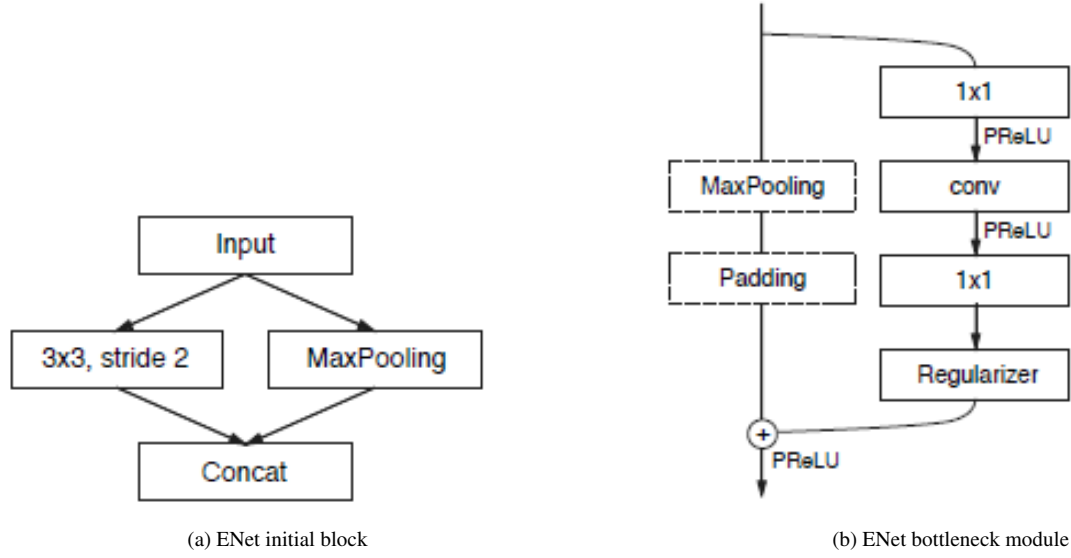 Input
3x3, stride 2
MaxPooling
Concat
(a) ENet initial block
1x1
PReLU
MaxPooling
conv
PReLU
Padding
1x1
Regularizer
+
PReLU
(b) ENet bottleneck module